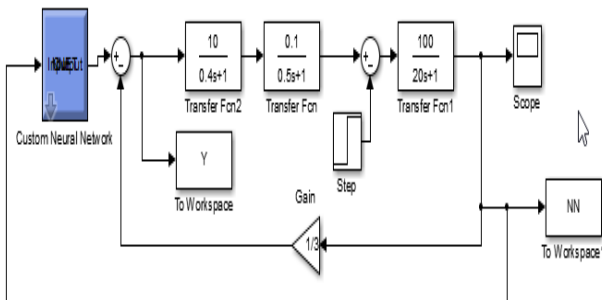 10
0.4s+1
Transfer Fcn2
0.1
0.5s+1
Transfer Fcn
100
20s+1
Transfer Fcn1
Scope
Custom Neural Network
Y
To Workspace
Step
Gain
1/3
NN
To Workspace1